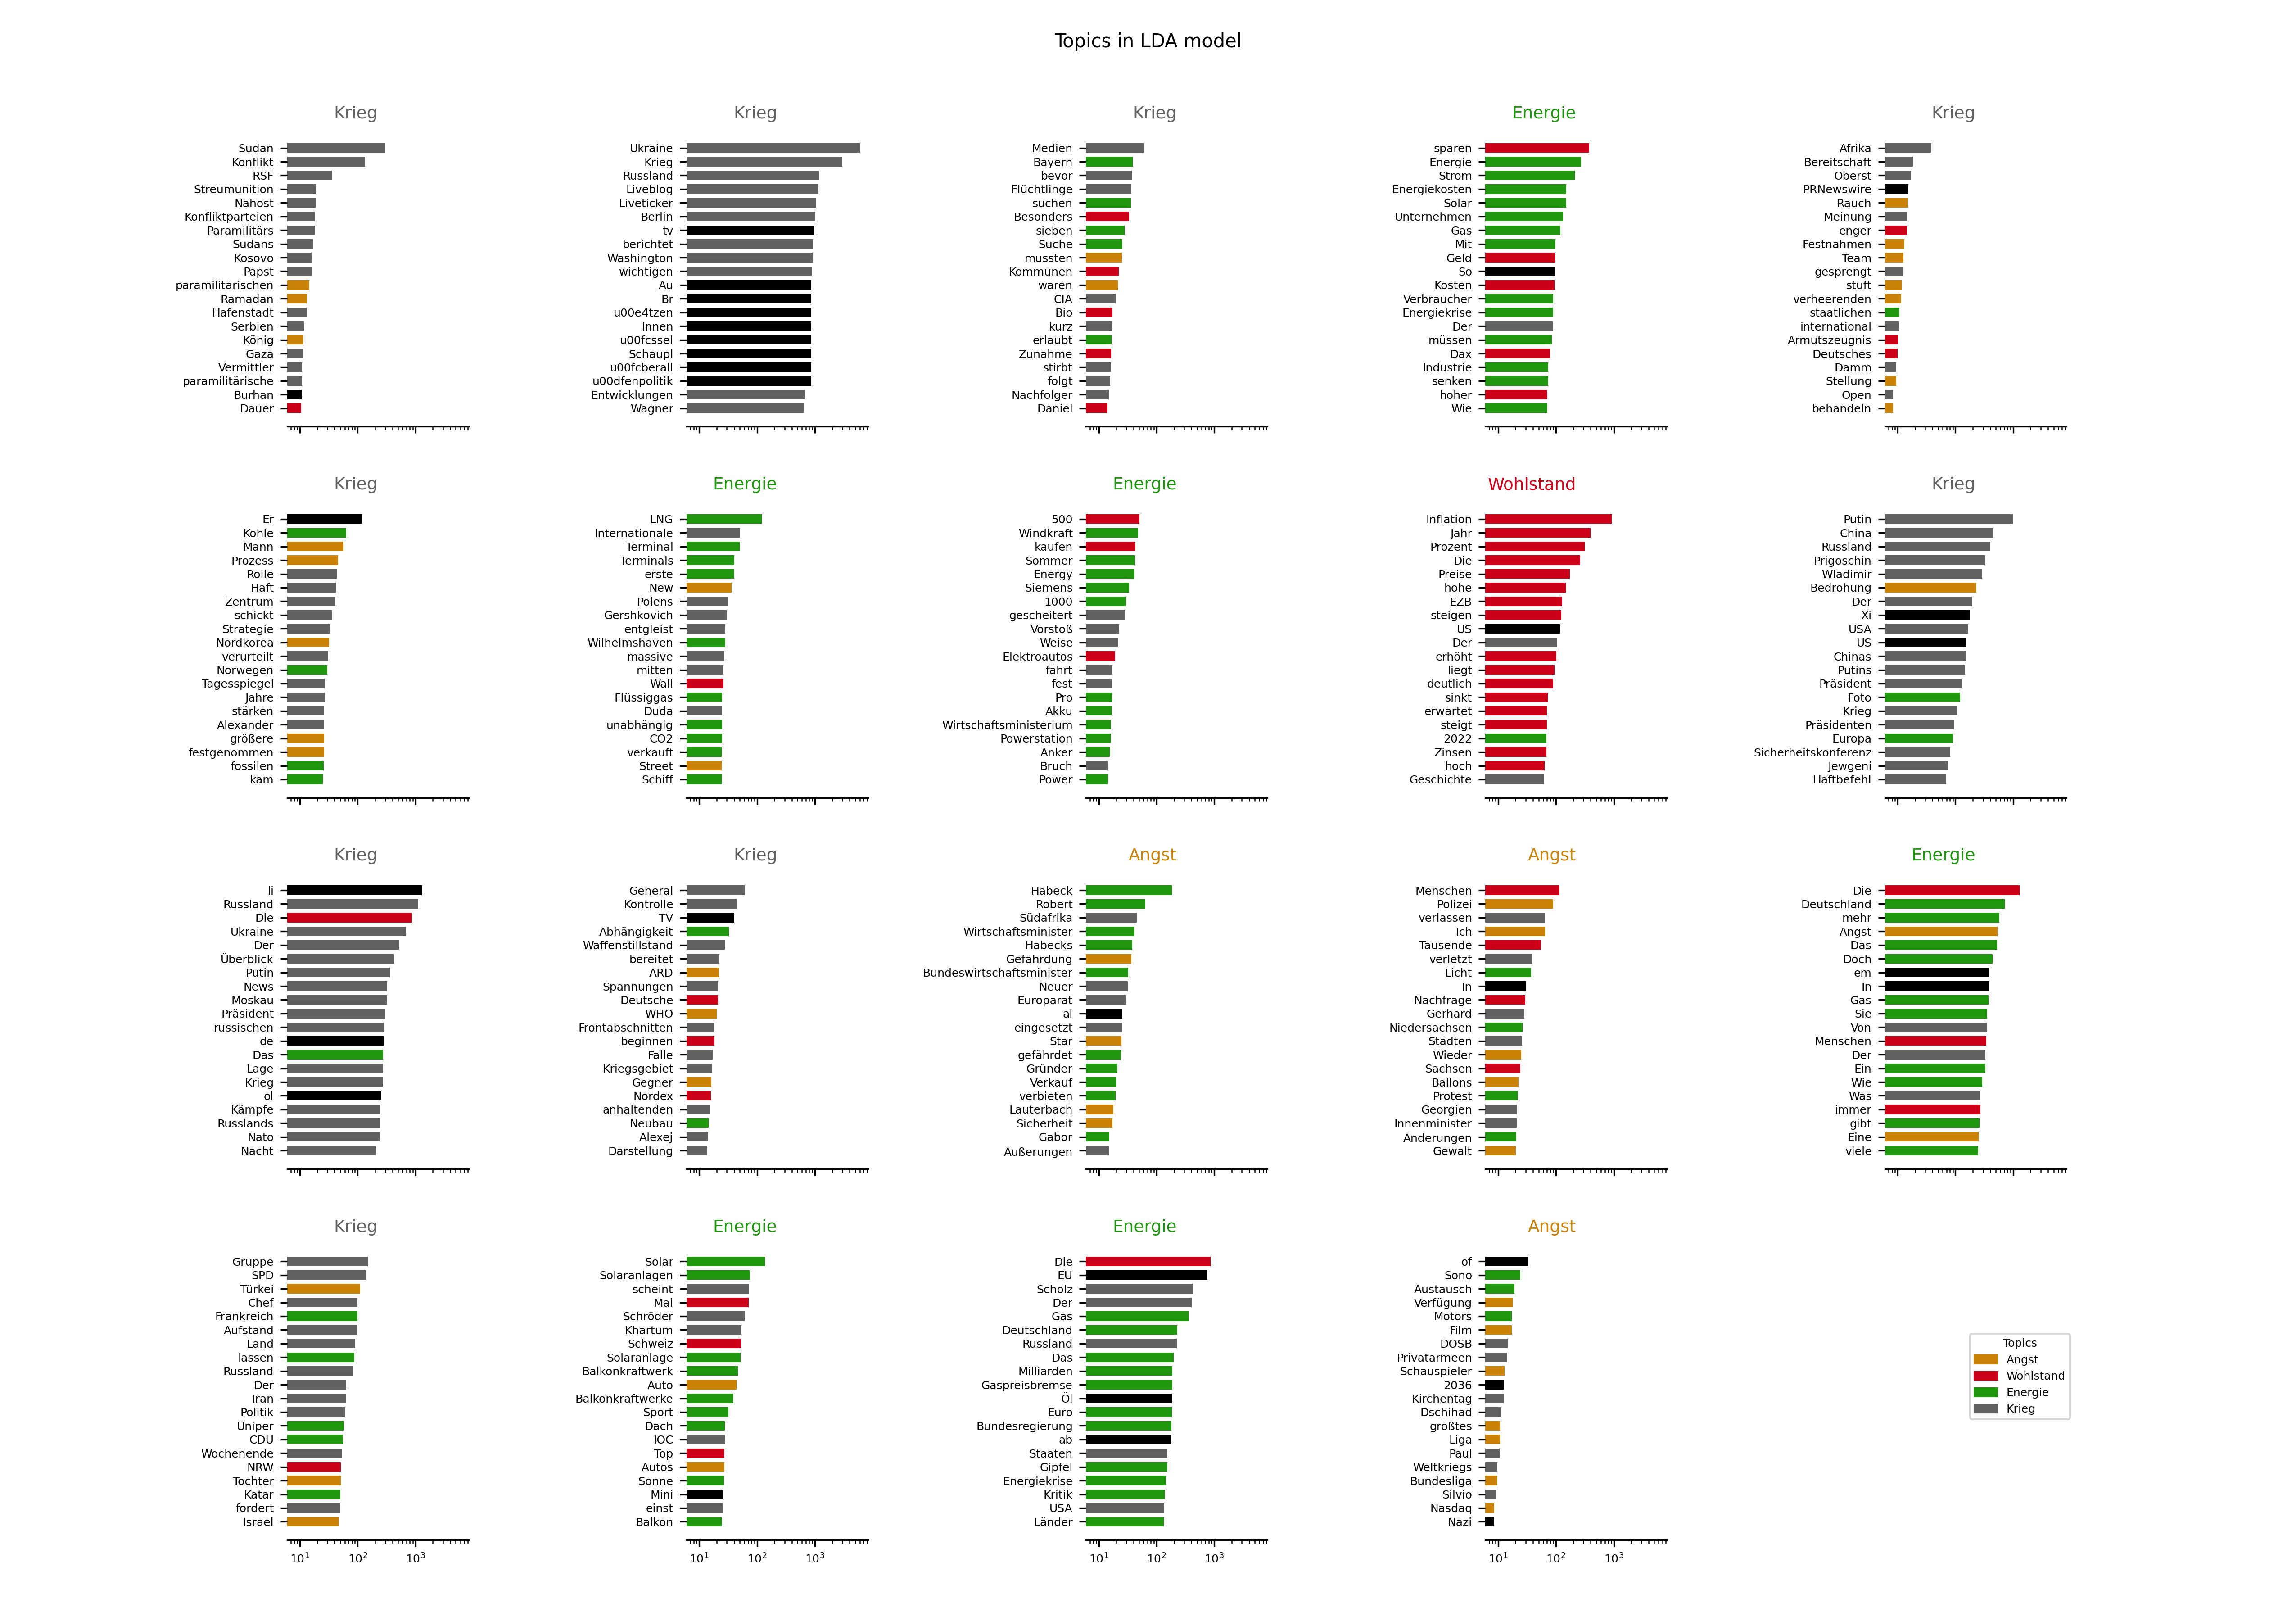 Topics in LDA model
Krieg
Sudan
Konflikt
RSF
Streumunition
Nahost
Konfliktparteien
Paramilitärs
Sudans
Kosovo
Papst
paramilitärischen
Ramadan
Hafenstadt
Serbien
König
Gaza
Vermittler
paramilitärische
Burhan
Dauer
Krieg
Ukraine
Krieg
Russland
Liveblog
Liveticker
Berlin
tv
berichtet
Washington
wichtigen
Au
Br
u00e4tzen
Innen
u00fcssel
Schaupl
u00fcberall
u00dfenpolitik
Entwicklungen
Wagner
Krieg
Medien
Bayern
bevor
Flüchtlinge
suchen
Besonders
sieben
Suche
mussten
Kommunen
wären
CIA
Bio
kurz
erlaubt
Zunahme
stirbt
folgt
Nachfolger
Daniel
Energie
sparen
Energie
Strom
Energiekosten
Solar
Unternehmen
Gas
Mit
Geld
So
Kosten
Verbraucher
Energiekrise
Der
müssen
Dax
Industrie
senken
hoher
Wie
Krieg
Afrika
Bereitschaft
Oberst
PRNewswire
Rauch
Meinung
enger
Festnahmen
Team
gesprengt
stuft
verheerenden
staatlichen
international
Armutszeugnis
Deutsches
Damm
Stellung
Open
behandeln
Krieg
Er
Kohle
Mann
Prozess
Rolle
Haft
Zentrum
schickt
Strategie
Nordkorea
verurteilt
Norwegen
Tagesspiegel
Jahre
stärken
Alexander
größere
festgenommen
fossilen
kam
Energie
LNG
Internationale
Terminal
Terminals
erste
New
Polens
Gershkovich
entgleist
Wilhelmshaven
massive
mitten
Wall
Flüssiggas
Duda
unabhängig
CO2
verkauft
Street
Schiff
Energie
500
Windkraft
kaufen
Sommer
Energy
Siemens
1000
gescheitert
Vorstoß
Weise
Elektroautos
fährt
fest
Pro
Akku
Wirtschaftsministerium
Powerstation
Anker
Bruch
Power
Wohlstand
Inflation
Jahr
Prozent
Die
Preise
hohe
EZB
steigen
US
Der
erhöht
liegt
deutlich
sinkt
erwartet
steigt
2022
Zinsen
hoch
Geschichte
Krieg
Putin
China
Russland
Prigoschin
Wladimir
Bedrohung
Der
Xi
USA
US
Chinas
Putins
Präsident
Foto
Krieg
Präsidenten
Europa
Sicherheitskonferenz
Jewgeni
Haftbefehl
Krieg
li
Russland
Die
Ukraine
Der
Überblick
Putin
News
Moskau
Präsident
russischen
de
Das
Lage
Krieg
ol
Kämpfe
Russlands
Nato
Nacht
Krieg
General
Kontrolle
TV
Abhängigkeit
Waffenstillstand
bereitet
ARD
Spannungen
Deutsche
WHO
Frontabschnitten
beginnen
Falle
Kriegsgebiet
Gegner
Nordex
anhaltenden
Neubau
Alexej
Darstellung
Angst
Habeck
Robert
Südafrika
Wirtschaftsminister
Habecks
Gefährdung
Bundeswirtschaftsminister
Neuer
Europarat
al
eingesetzt
Star
gefährdet
Gründer
Verkauf
verbieten
Lauterbach
Sicherheit
Gabor
Äußerungen
Angst
Menschen
Polizei
verlassen
Ich
Tausende
verletzt
Licht
In
Nachfrage
Gerhard
Niedersachsen
Städten
Wieder
Sachsen
Ballons
Protest
Georgien
Innenminister
Änderungen
Gewalt
Energie
Die
Deutschland
mehr
Angst
Das
Doch
em
In
Gas
Sie
Von
Menschen
Der
Ein
Wie
Was
immer
gibt
Eine
viele
Krieg
Gruppe
SPD
Türkei
Chef
Frankreich
Aufstand
Land
lassen
Russland
Der
Iran
Politik
Uniper
CDU
Wochenende
NRW
Tochter
Katar
fordert
Israel
10¹ 10² 10³
Energie
Solar
Solaranlagen
scheint
Mai
Schröder
Khartum
Schweiz
Solaranlage
Balkonkraftwerk
Auto
Balkonkraftwerke
Sport
Dach
IOC
Top
Autos
Sonne
Mini
einst
Balkon
10¹ 10² 10³
Energie
Die
EU
Scholz
Der
Gas
Deutschland
Russland
Das
Milliarden
Gaspreisbremse
Öl
Euro
Bundesregierung
ab
Staaten
Gipfel
Energiekrise
Kritik
USA
Länder
10¹ 10² 10³
Angst
of
Sono
Austausch
Verfügung
Motors
Film
DOSB
Privatarmeen
Schauspieler
2036
Kirchentag
Dschihad
größtes
Liga
Paul
Weltkriegs
Bundesliga
Silvio
Nasdaq
Nazi
10¹ 10² 10³
Topics
Angst
Wohlstand
Energie
Krieg